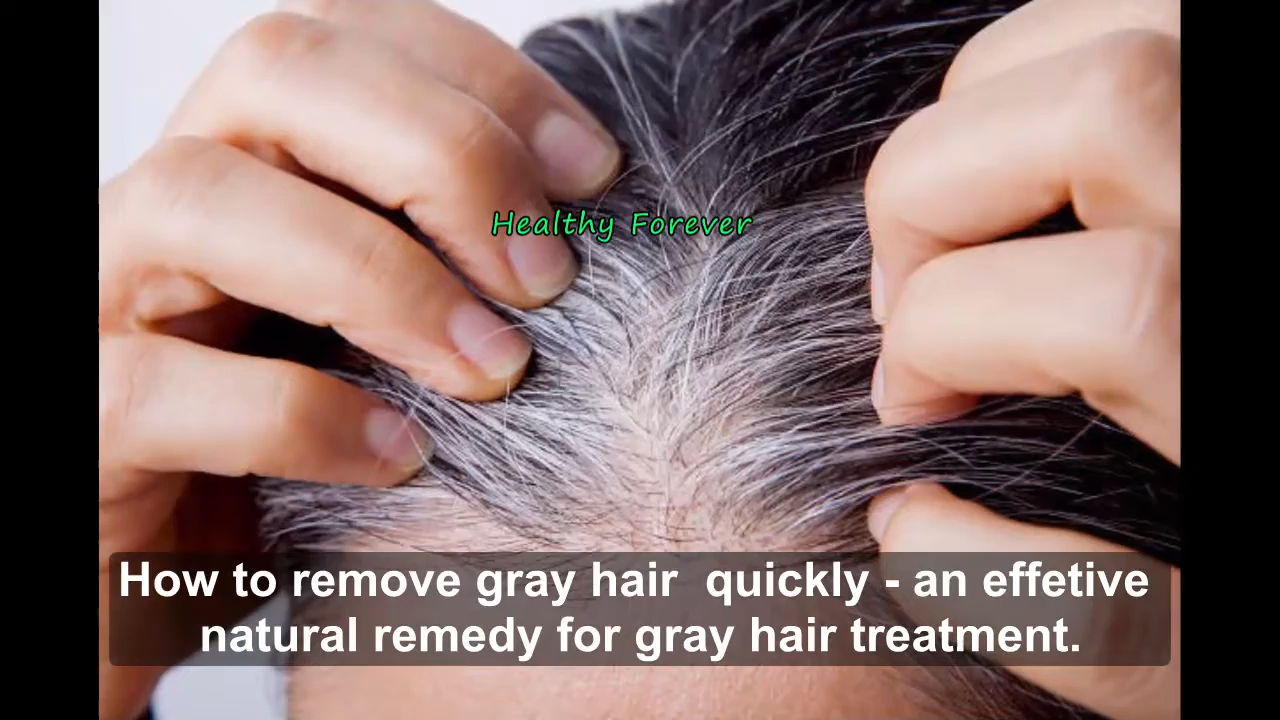 Healthy Forever
How to remove gray hair  quickly - an effetive
natural remedy for gray hair treatment.